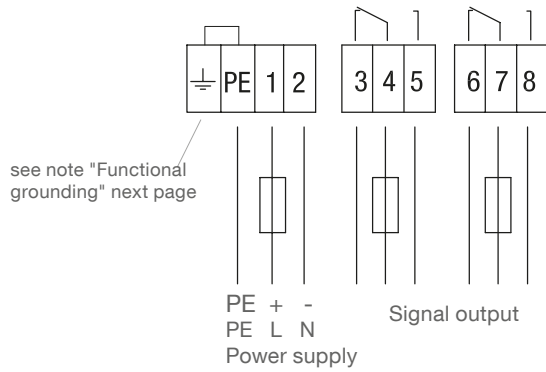 PE 1 2 3 4 5 6 7 8
see note "Functional
grounding" next page
PE + -
PE L N
Power supply
Signal output